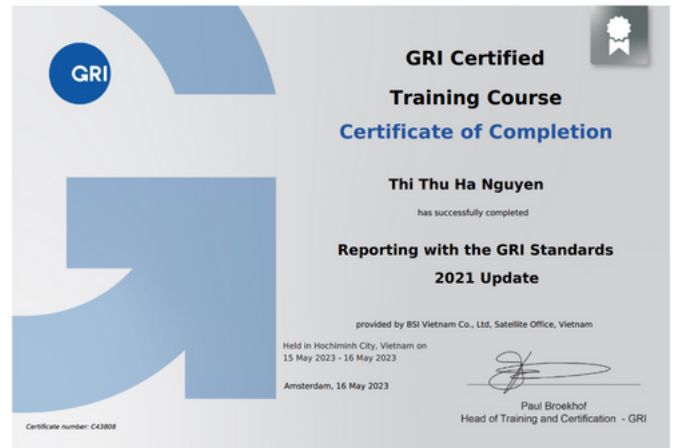 GRI
GRI Certified
Training Course
Certificate of Completion
Thi Thu Ha Nguyen
has successfully completed
Reporting with the GRI Standards
2021 Update
provided by BSI Vietnam Co., Ltd, Satellite Office, Vietnam
Held in Hochiminh City, Vietnam on
15 May 2023 - 16 May 2023
Amsterdam, 16 May 2023
Paul Broekhof
Head of Training and Certification - GRI
Certificate number: C43808